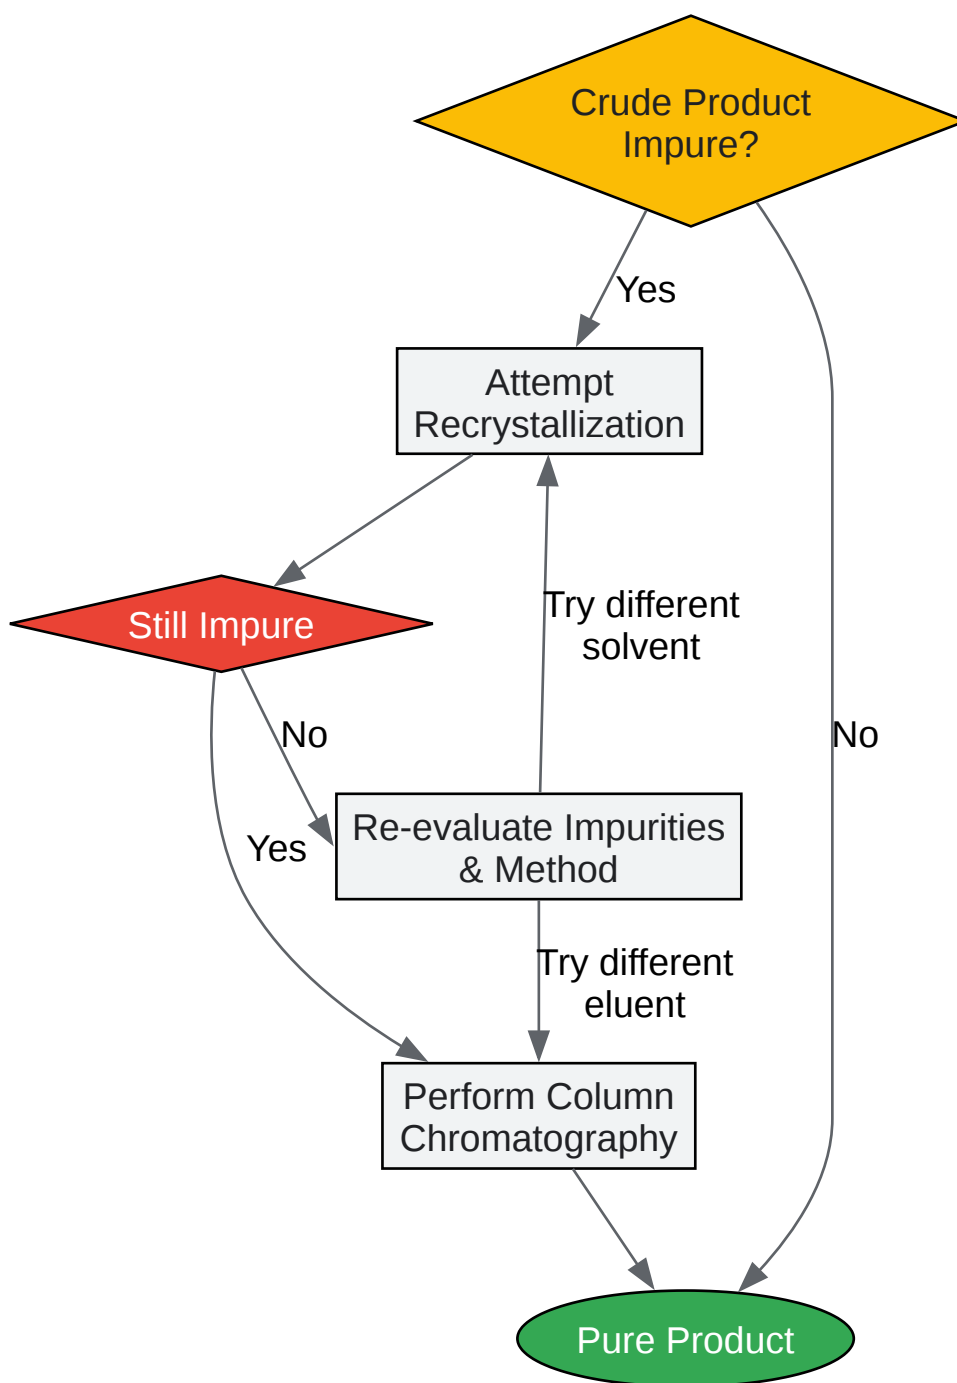 Crude Product
Impure?
Yes
Attempt
Recrystallization
Try different
solvent
Still Impure
No
No
Yes
Re-evaluate Impurities
& Method
Try different
eluent
Perform Column
Chromatography
Pure Product